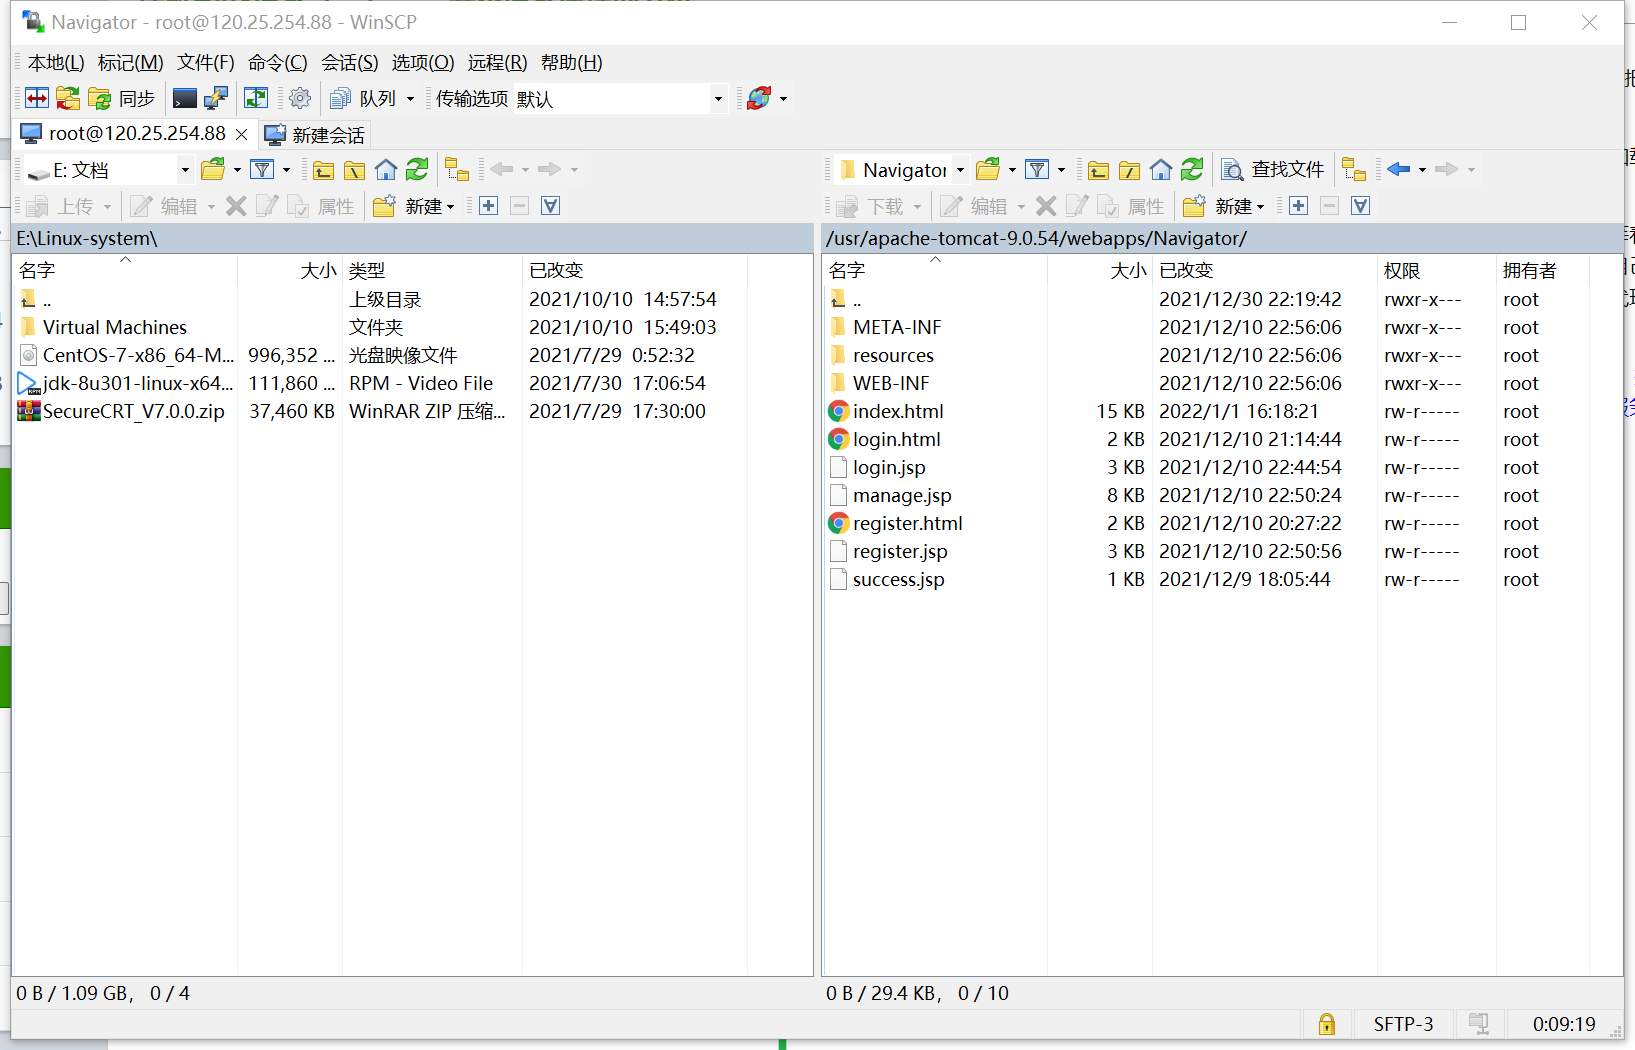 Navigator - root@120.25.254.88 - WinSCP
本地(L) 标记(M) 文件(F) 命令(C) 会话(S) 选项(O) 远程(R) 帮助(H)
同步 队列 传输选项 默认
root@120.25.254.88 新建会话
E: 文档
上传 编辑 属性 新建
E:\Linux-system\
名字 大小 类型 已改变
.. 上级目录 2021/10/10 14:57:54
Virtual Machines 文件夹 2021/10/10 15:49:03
CentOS-7-x86_64-M... 996,352 ... 光盘映像文件 2021/7/29 0:52:32
jdk-8u301-linux-x64... 111,860 ... RPM - Video File 2021/7/30 17:06:54
SecureCRT_V7.0.0.zip 37,460 KB WinRAR ZIP 压缩... 2021/7/29 17:30:00
0 B / 1.09 GB, 0 / 4
Navigator 查找文件
下载 编辑 属性 新建
/usr/apache-tomcat-9.0.54/webapps/Navigator/
名字 大小 已改变 权限 拥有者
.. 2021/12/30 22:19:42 rwxr-x--- root
META-INF 2021/12/10 22:56:06 rwxr-x--- root
resources 2021/12/10 22:56:06 rwxr-x--- root
WEB-INF 2021/12/10 22:56:06 rwxr-x--- root
index.html 15 KB 2022/1/1 16:18:21 rw-r----- root
login.html 2 KB 2021/12/10 21:14:44 rw-r----- root
login.jsp 3 KB 2021/12/10 22:44:54 rw-r----- root
manage.jsp 8 KB 2021/12/10 22:50:24 rw-r----- root
register.html 2 KB 2021/12/10 20:27:22 rw-r----- root
register.jsp 3 KB 2021/12/10 22:50:56 rw-r----- root
success.jsp 1 KB 2021/12/9 18:05:44 rw-r----- root
0 B / 29.4 KB, 0 / 10
SFTP-3 0:09:19